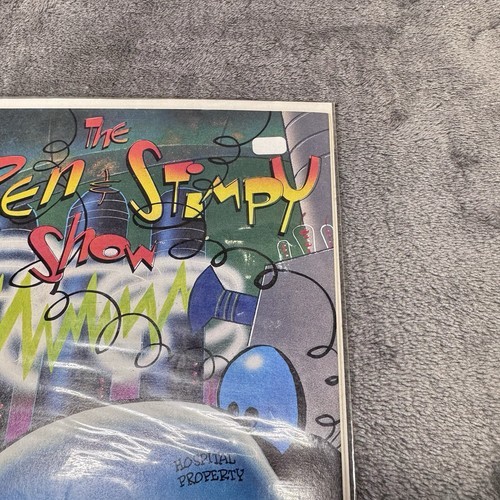 The
Ren & Stimpy
Show
HOSPITAL
PROPERTY